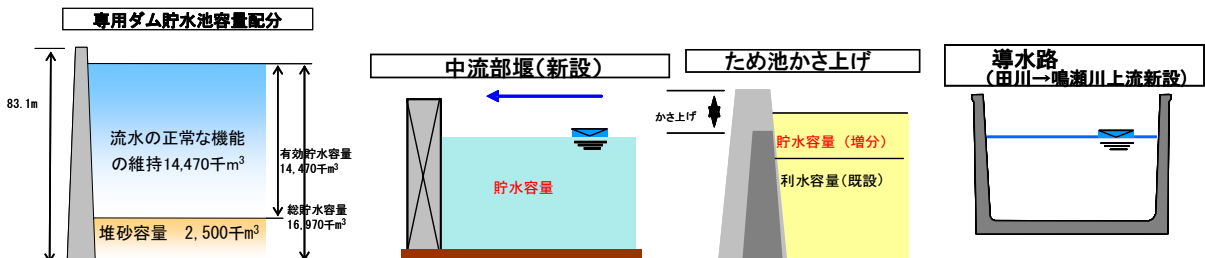 専用ダム貯水池容量配分
83.1m
流水の正常な機能
の維持14,470千m³
有効貯水容量
14,470千m³
総貯水容量
16,970千m³
堆砂容量 2,500千m³
中流部堰(新設)
貯水容量
ため池かさ上げ
かさ上げ
貯水容量（増分）
利水容量(既設)
導水路
(田川→鳴瀬川上流新設)